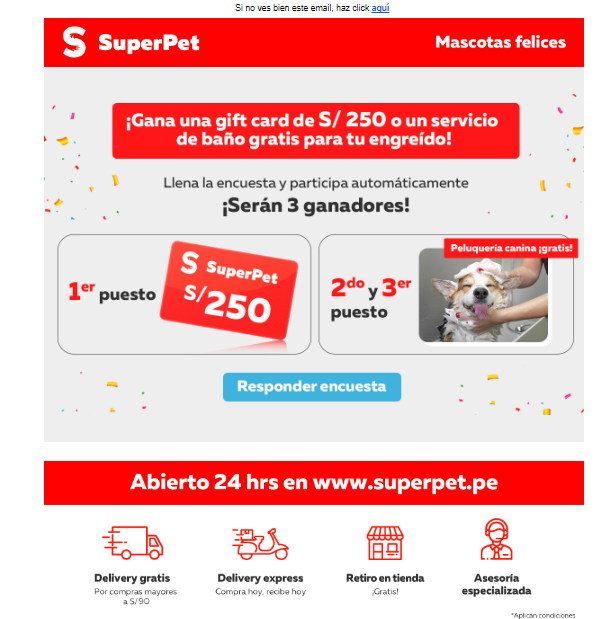 Si no ves bien este email, haz click aquí
S SuperPet
Mascotas felices
¡Gana una gift card de S/ 250 o un servicio
de baño gratis para tu engreído!
Llena la encuesta y participa automáticamente
¡Serán 3 ganadores!
1er puesto
S SuperPet
S/250
2do y 3er
puesto
Peluquería canina ¡gratis!
Responder encuesta
Abierto 24 hrs en www.superpet.pe
Delivery gratis
Por compras mayores
a S/90
Delivery express
Compra hoy, recibe hoy
Retiro en tienda
¡Gratis!
Asesoría
especializada
*Aplican condiciones